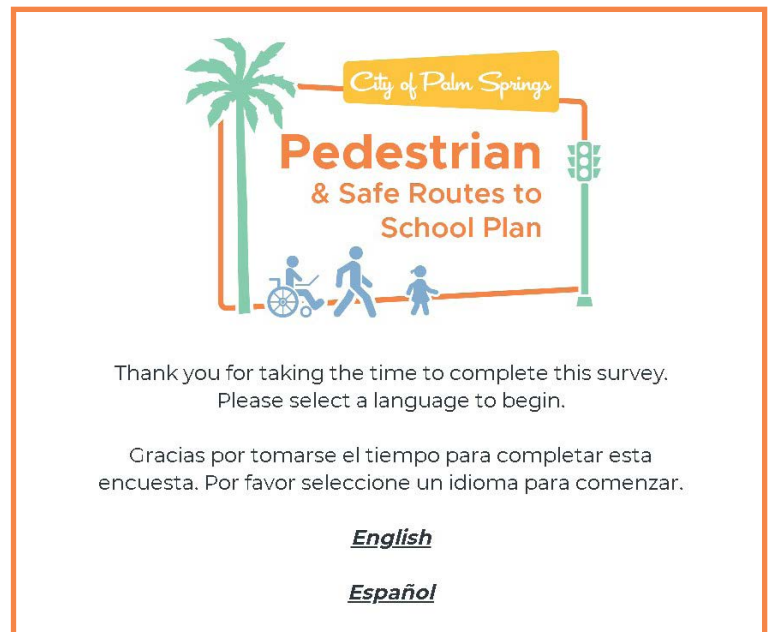 City of Palm Springs
Pedestrian
& Safe Routes to
School Plan
Thank you for taking the time to complete this survey.
Please select a language to begin.
Gracias por tomarse el tiempo para completar esta
encuesta. Por favor seleccione un idioma para comenzar.
English
Español